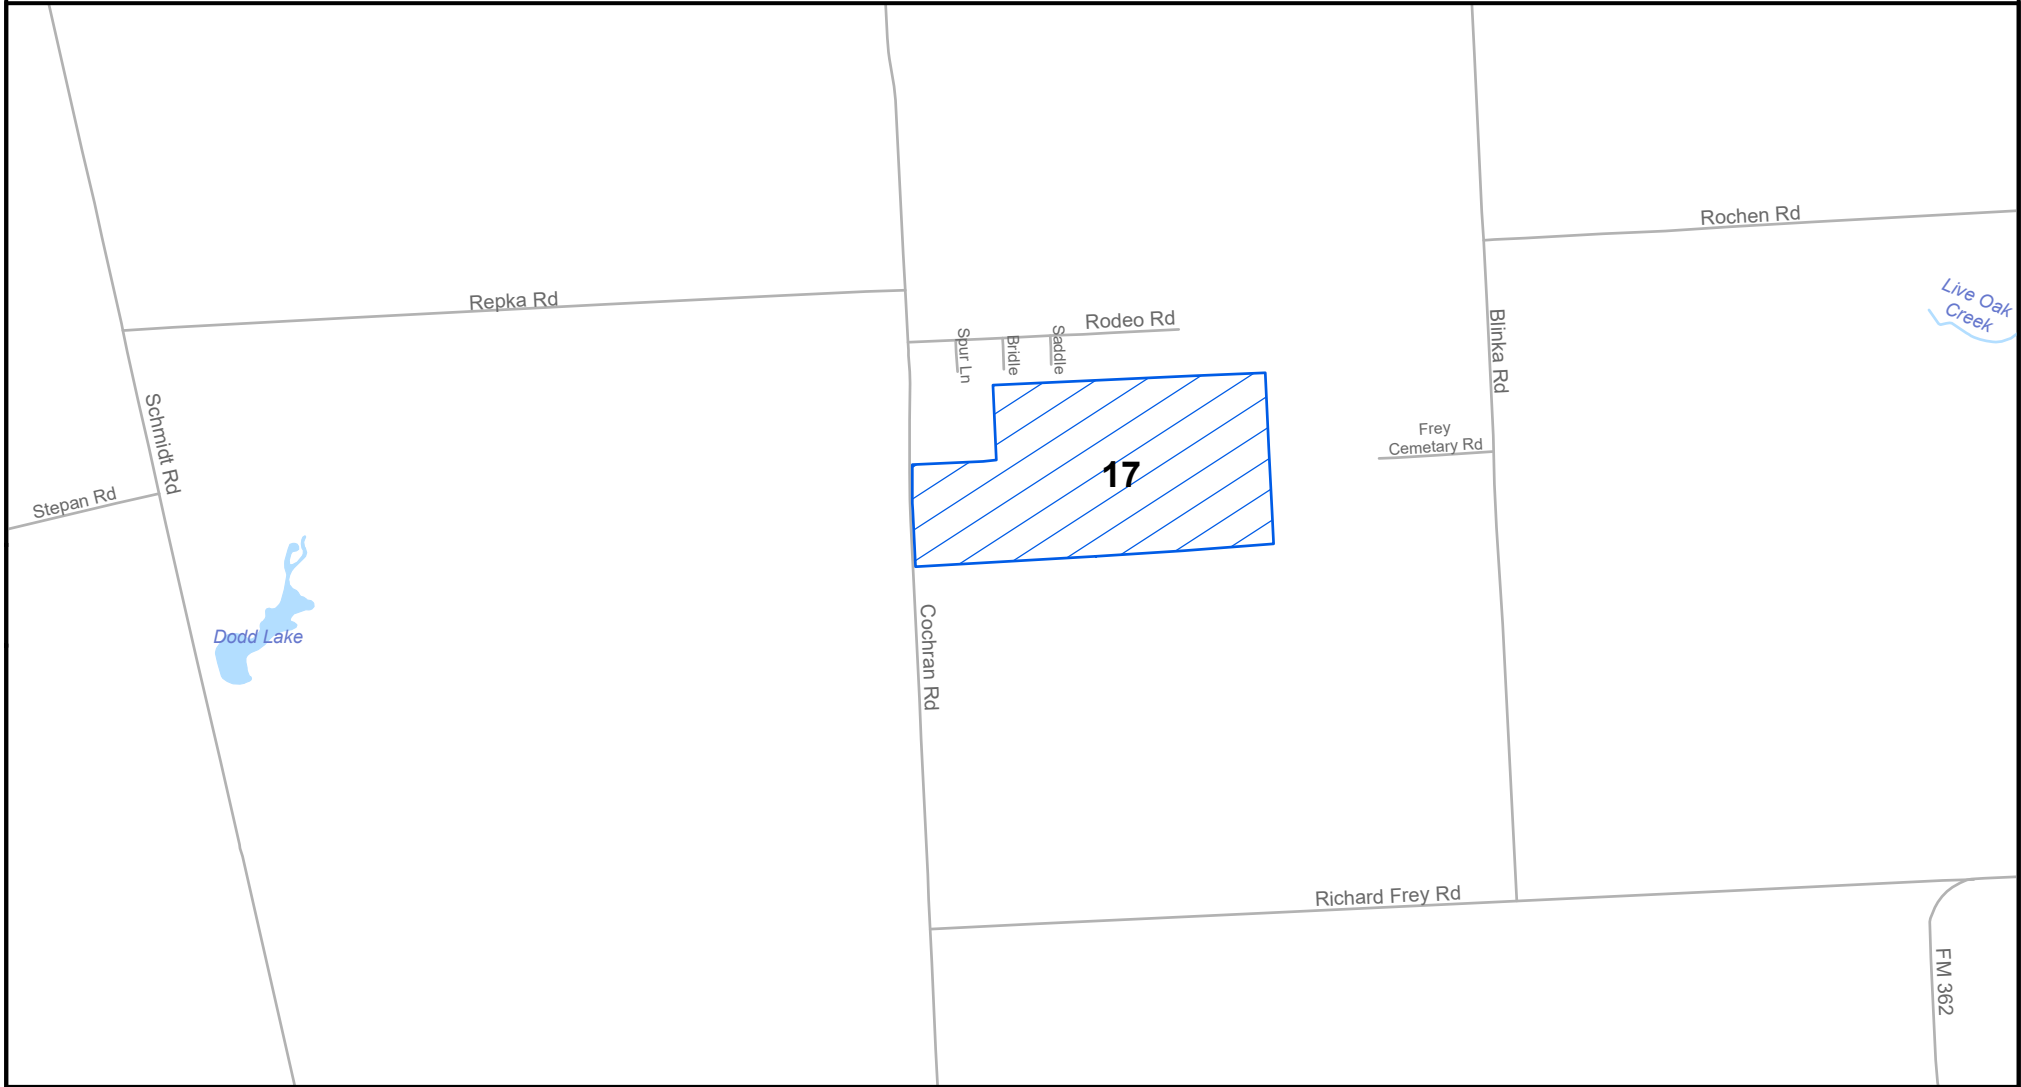 Rochen Rd
Live Oak
Creek
Repka Rd
Rodeo Rd
Spur Ln
Bridle
Saddle
Blinka Rd
Schmidt Rd
Frey
Cemetary Rd
17
Stepan Rd
Dodd Lake
Cochran Rd
Richard Frey Rd
FM 362